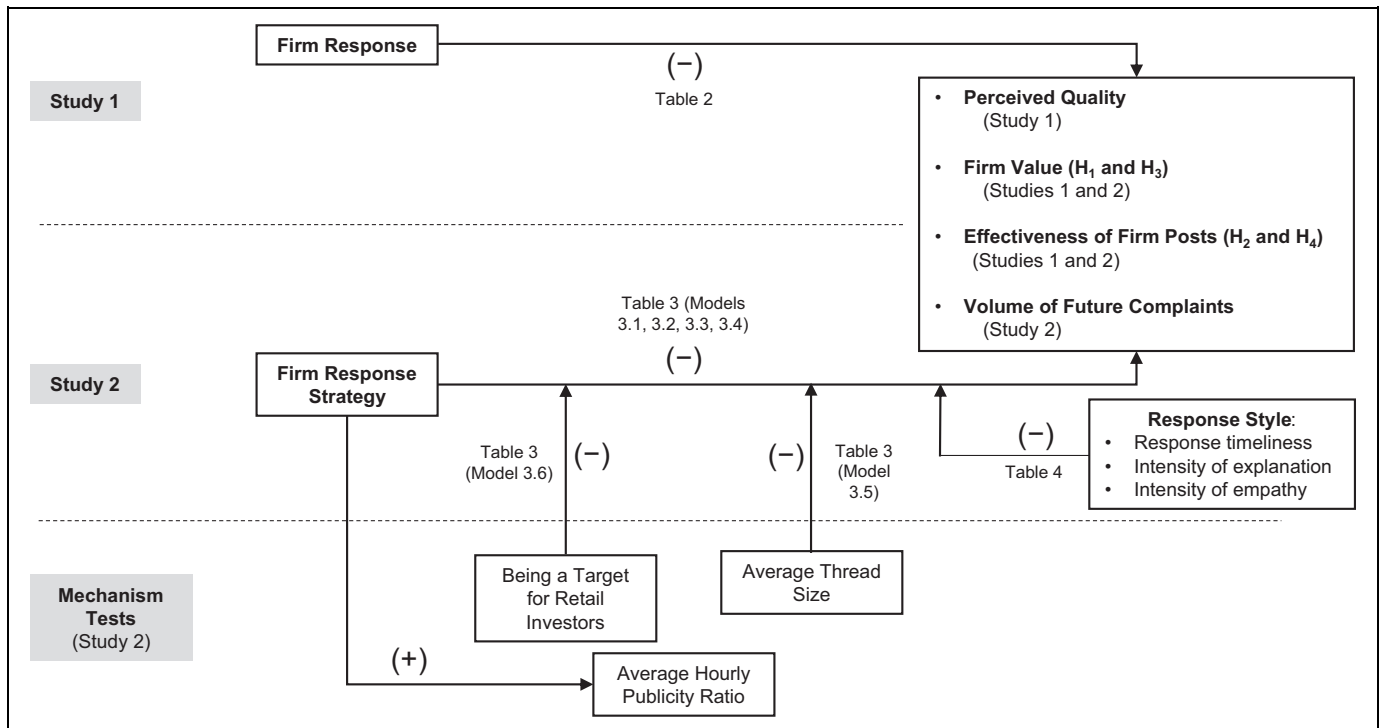 Firm Response
(−)
Table 2
Study 1
• Perceived Quality
(Study 1)
• Firm Value (H₁ and H₃)
(Studies 1 and 2)
• Effectiveness of Firm Posts (H₂ and H₄)
(Studies 1 and 2)
• Volume of Future Complaints
(Study 2)
Table 3 (Models
3.1, 3.2, 3.3, 3.4)
(−)
Study 2
Firm Response
Strategy
Table 3
(Model 3.6)
(−)
(−)
Table 3
(Model
3.5)
(−)
Table 4
Response Style:
• Response timeliness
• Intensity of explanation
• Intensity of empathy
Mechanism
Tests
(Study 2)
Being a Target
for Retail
Investors
Average Thread
Size
(+)
Average Hourly
Publicity Ratio